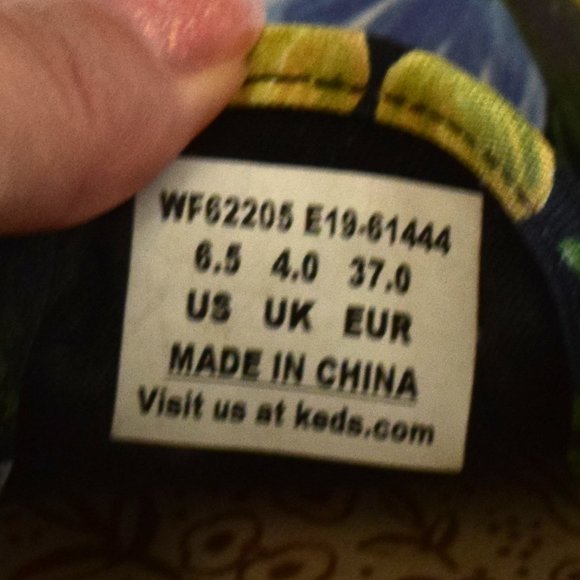 WF62205 E19-61444
6.5 4.0 37.0
US UK EUR
MADE IN CHINA
Visit us at keds.com